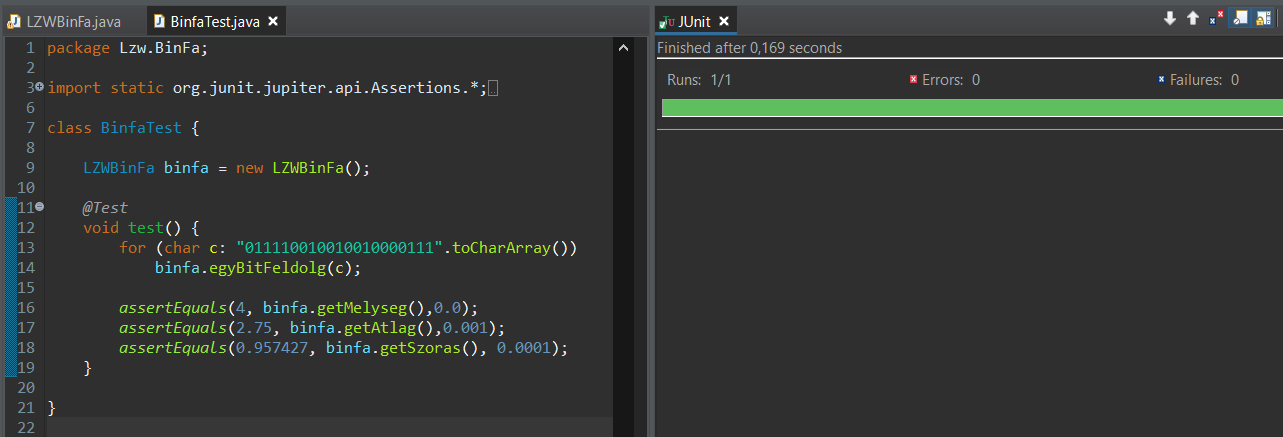 LZWBinFa.java
BinfaTest.java
1 package Lzw.BinFa;
2
3 import static org.junit.jupiter.api.Assertions.*;
6
7 class BinfaTest {
8
9 LZWBinFa binfa = new LZWBinFa();
10
11 @Test
12 void test() {
13 for (char c: "011110010010010000111".toCharArray())
14 binfa.egyBitFeldolg(c);
15
16 assertEquals(4, binfa.getMelyseg(),0.0);
17 assertEquals(2.75, binfa.getAtlag(),0.001);
18 assertEquals(0.957427, binfa.getSzoras(), 0.0001);
19 }
20
21 }
22
JUnit
Finished after 0,169 seconds
Runs: 1/1 Errors: 0 Failures: 0